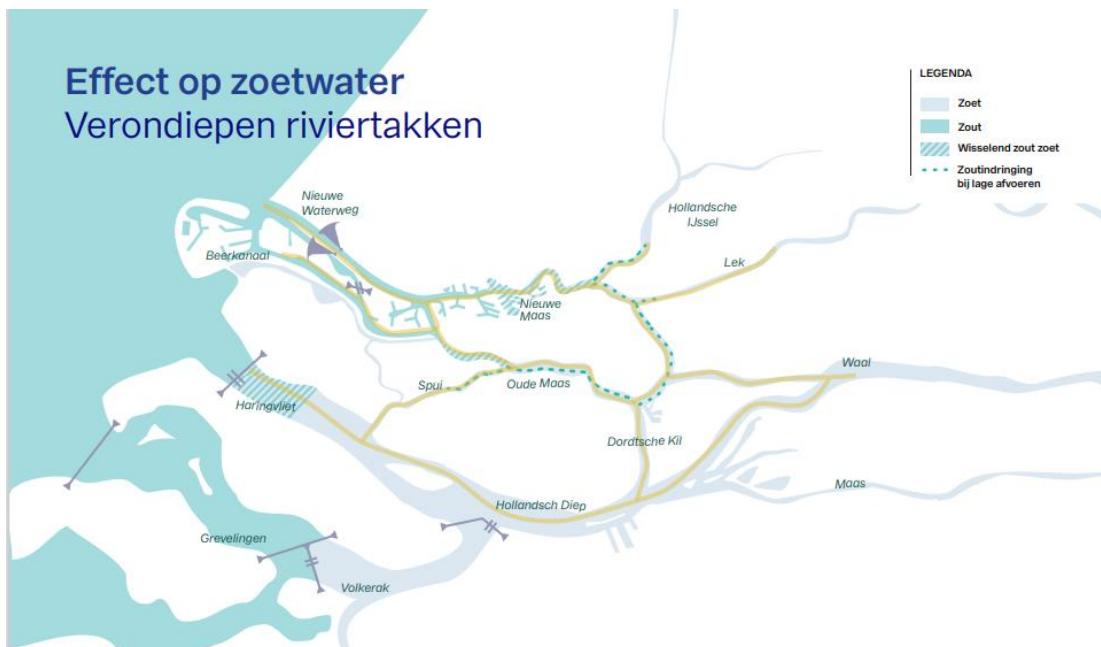 Effect op zoetwater
Verondiepen riviertakken
LEGENDA
Zoet
Zout
Wisselend zout zoet
Zoutindringing
bij lage afvoeren
Nieuwe
Waterweg
Hollandsche
IJssel
Beerkanaal
Lek
Nieuwe
Maas
Waal
Spui
Oude Maas
Haringvliet
Dordtsche Kil
Maas
Hollandsch Diep
Grevelingen
Volkerak